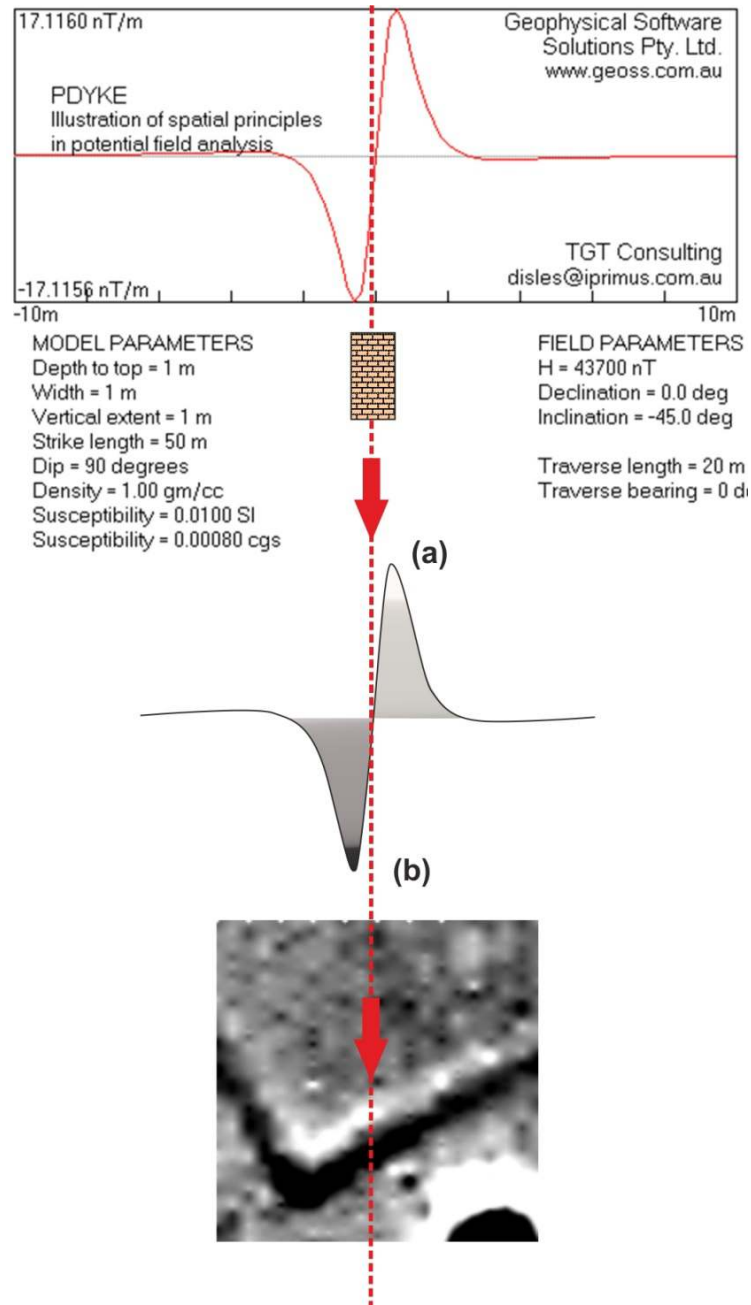 17.1160 nT/m
Geophysical Software
Solutions Pty. Ltd.
www.geoss.com.au
PDYKE
Illustration of spatial principles
in potential field analysis
TGT Consulting
disles@iprimus.com.au
-17.1156 nT/m
-10m
10m
MODEL PARAMETERS
Depth to top = 1 m
Width = 1 m
Vertical extent = 1 m
Strike length = 50 m
Dip = 90 degrees
Density = 1.00 gm/cc
Susceptibility = 0.0100 SI
Susceptibility = 0.00080 cgs
FIELD PARAMETERS
H = 43700 nT
Declination = 0.0 deg
Inclination = -45.0 deg
Traverse length = 20 m
Traverse bearing = 0 d
(a)
(b)